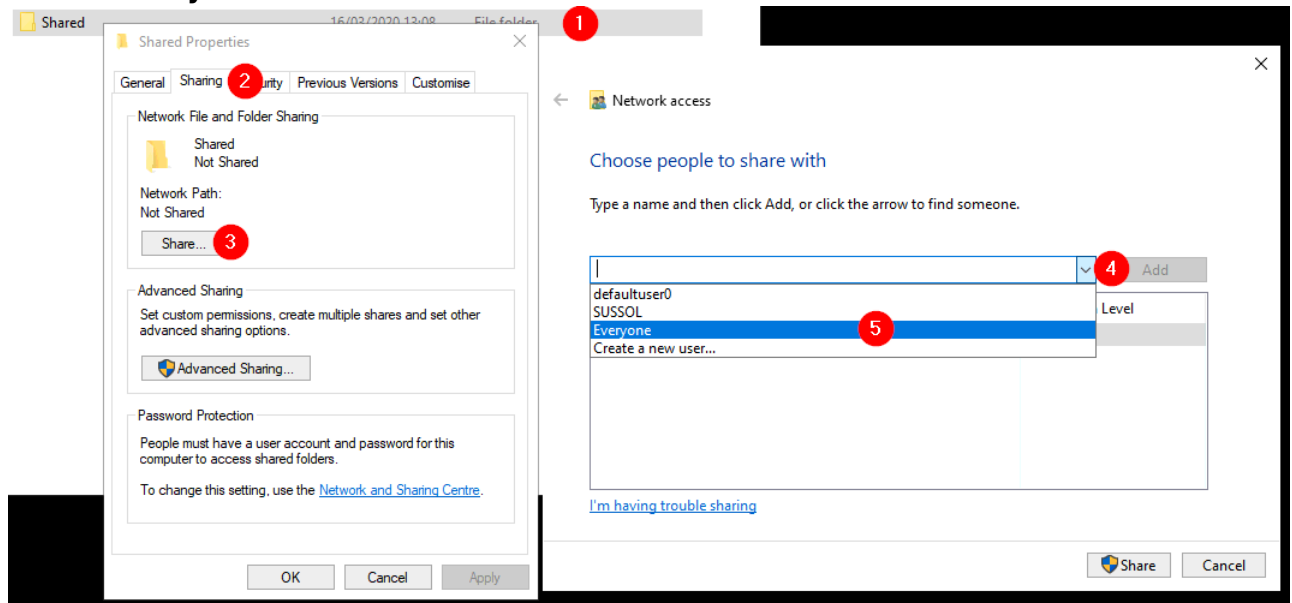 Shared 16/03/2020 13:08 File folder 1
Shared Properties
General Sharing 2 Previous Versions Customise
Network File and Folder Sharing
Shared
Not Shared
Network Path:
Not Shared
Share... 3
Advanced Sharing
Set custom permissions, create multiple shares and set other
advanced sharing options.
Advanced Sharing...
Password Protection
People must have a user account and password for this
computer to access shared folders.
To change this setting, use the Network and Sharing Centre.
OK Cancel Apply
Network access
Choose people to share with
Type a name and then click Add, or click the arrow to find someone.
4 Add
defaultuser0
SUSSOL
Everyone 5
Create a new user...
Level
I'm having trouble sharing
Share Cancel